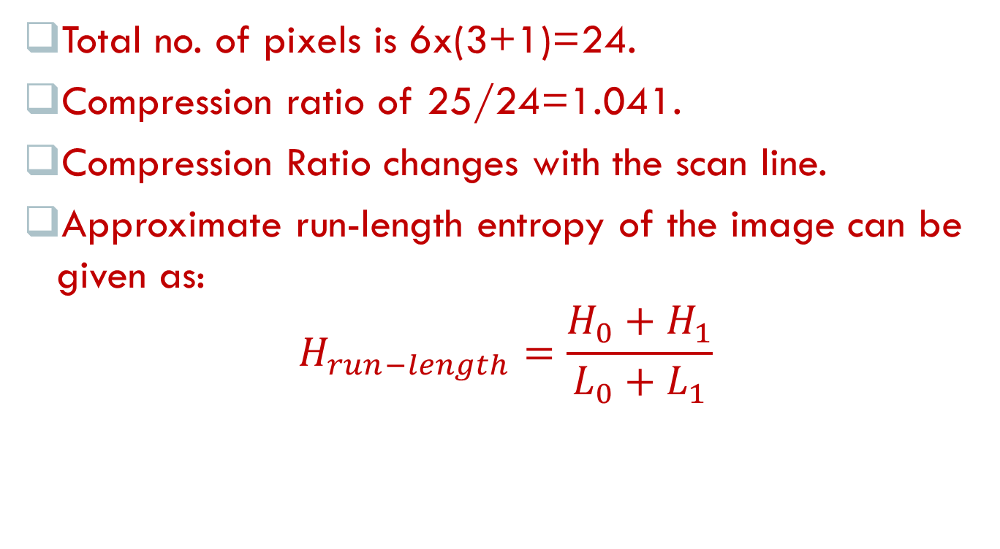 ❑Total no. of pixels is 6x(3+1)=24.
❑Compression ratio of 25/24=1.041.
❑Compression Ratio changes with the scan line.
❑Approximate run-length entropy of the image can be
given as:
H_{run-length} = \frac{H_0 + H_1}{L_0 + L_1}